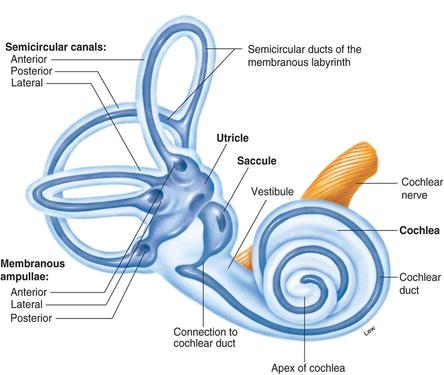 Semicircular canals:
Anterior
Posterior
Lateral
Semicircular ducts of the
membranous labyrinth
Utricle
Saccule
Vestibule
Cochlear
nerve
Cochlea
Cochlear
duct
Membranous
ampullae:
Anterior
Lateral
Posterior
Connection to
cochlear duct
Apex of cochlea
Low